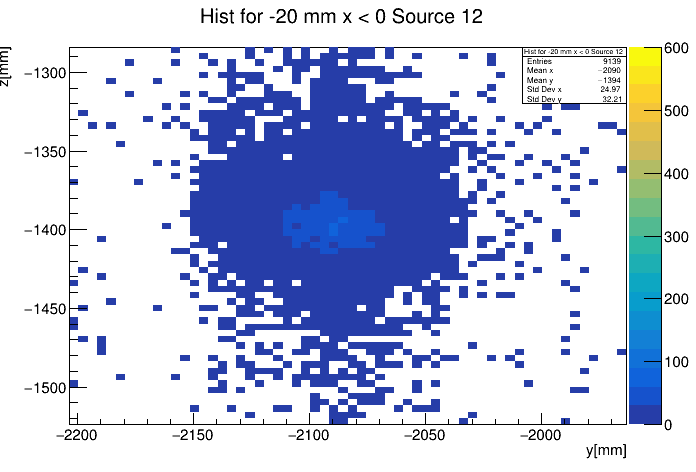 Hist for -20 mm x < 0 Source 12
z[mm]
Hist for -20 mm x < 0 Source 12
Entries 9139
Mean x −2090
Mean y −1394
Std Dev x 24.97
Std Dev y 32.21
−1300
−1350
−1400
−1450
−1500
−2200 −2150 −2100 −2050 −2000
y[mm]
600
500
400
300
200
100
0